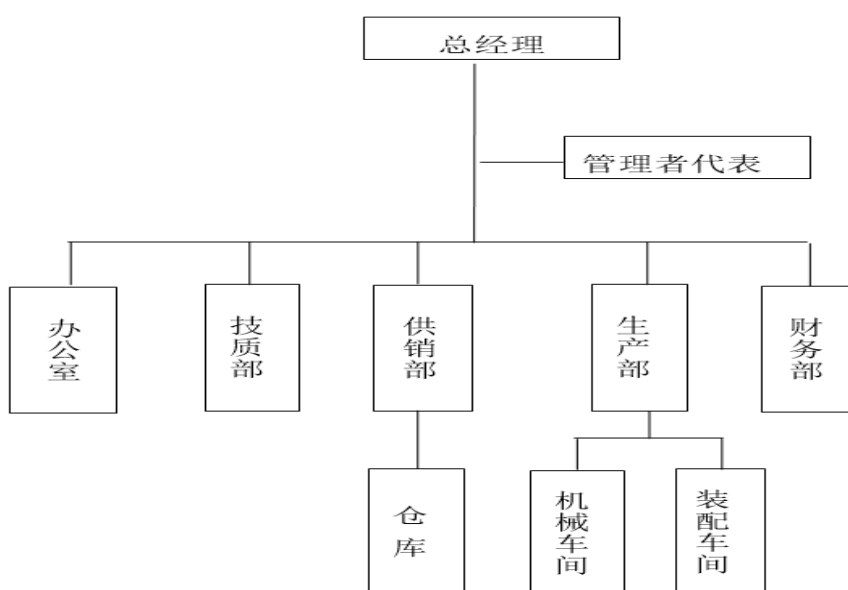 总经理
管理者代表
办公室
技质部
供销部
生产部
财务部
仓库
机械车间
装配车间